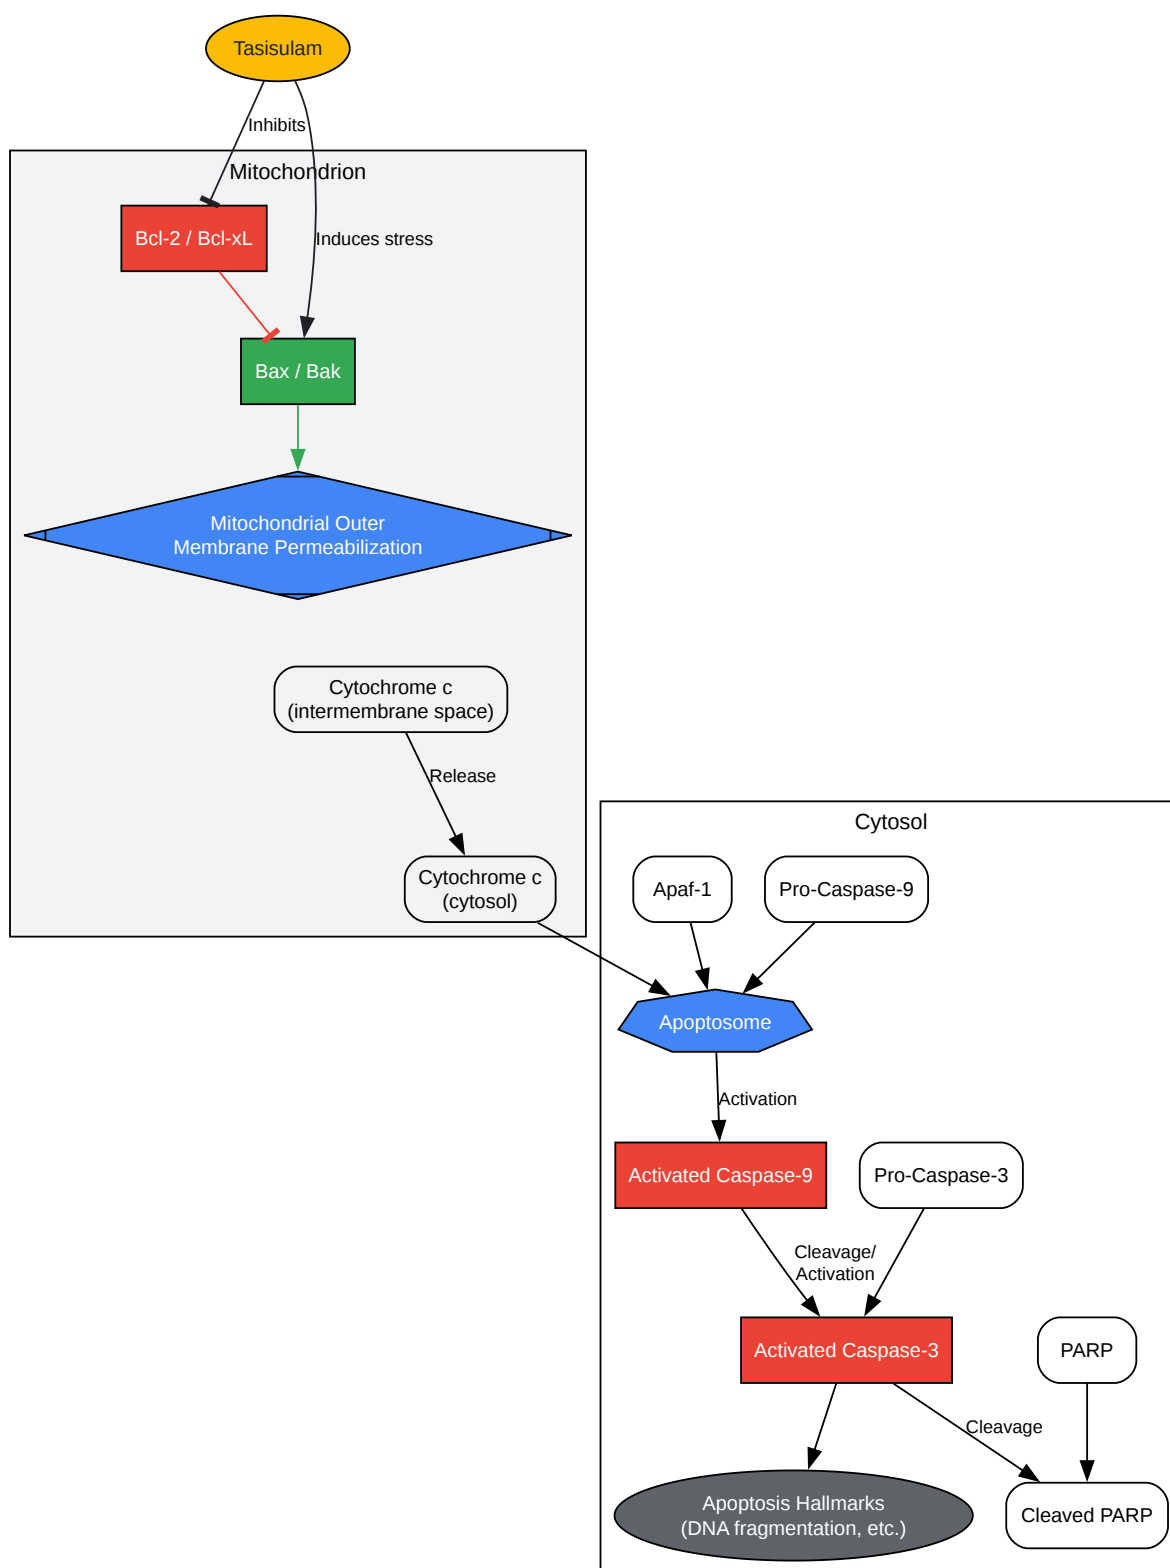 Tasisulam
Inhibits
Mitochondrion
Bcl-2 / Bcl-xL
Induces stress
Bax / Bak
Mitochondrial Outer
Membrane Permeabilization
Cytochrome c
(intermembrane space)
Release
Cytochrome c
(cytosol)
Cytosol
Apaf-1
Pro-Caspase-9
Apoptosome
Activation
Activated Caspase-9
Pro-Caspase-3
Cleavage/
Activation
Activated Caspase-3
PARP
Cleavage
Apoptosis Hallmarks
(DNA fragmentation, etc.)
Cleaved PARP